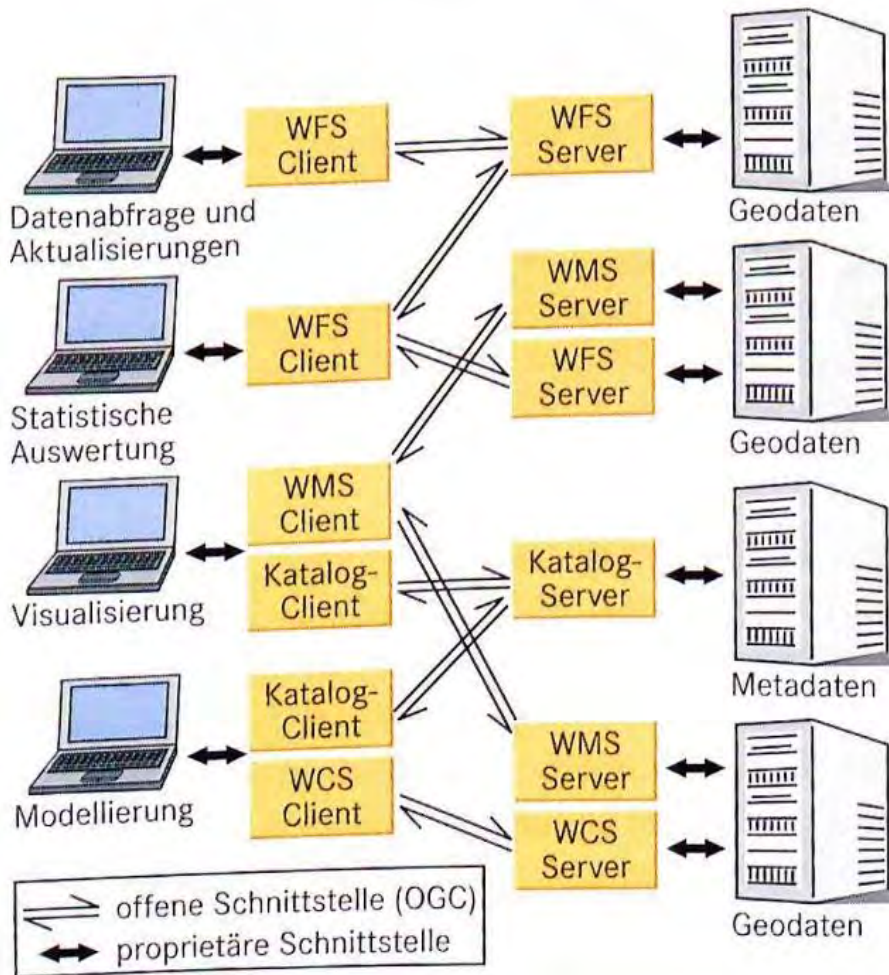 WFS
Client
WFS
Server
Datenabfrage und
Aktualisierungen
Geodaten
WFS
Client
WMS
Server
WFS
Server
Statistische
Auswertung
Geodaten
WMS
Client
Katalog-
Client
Katalog-
Server
Visualisierung
Metadaten
Katalog-
Client
WCS
Client
WMS
Server
WCS
Server
Modellierung
Geodaten
offene Schnittstelle (OGC)
proprietäre Schnittstelle